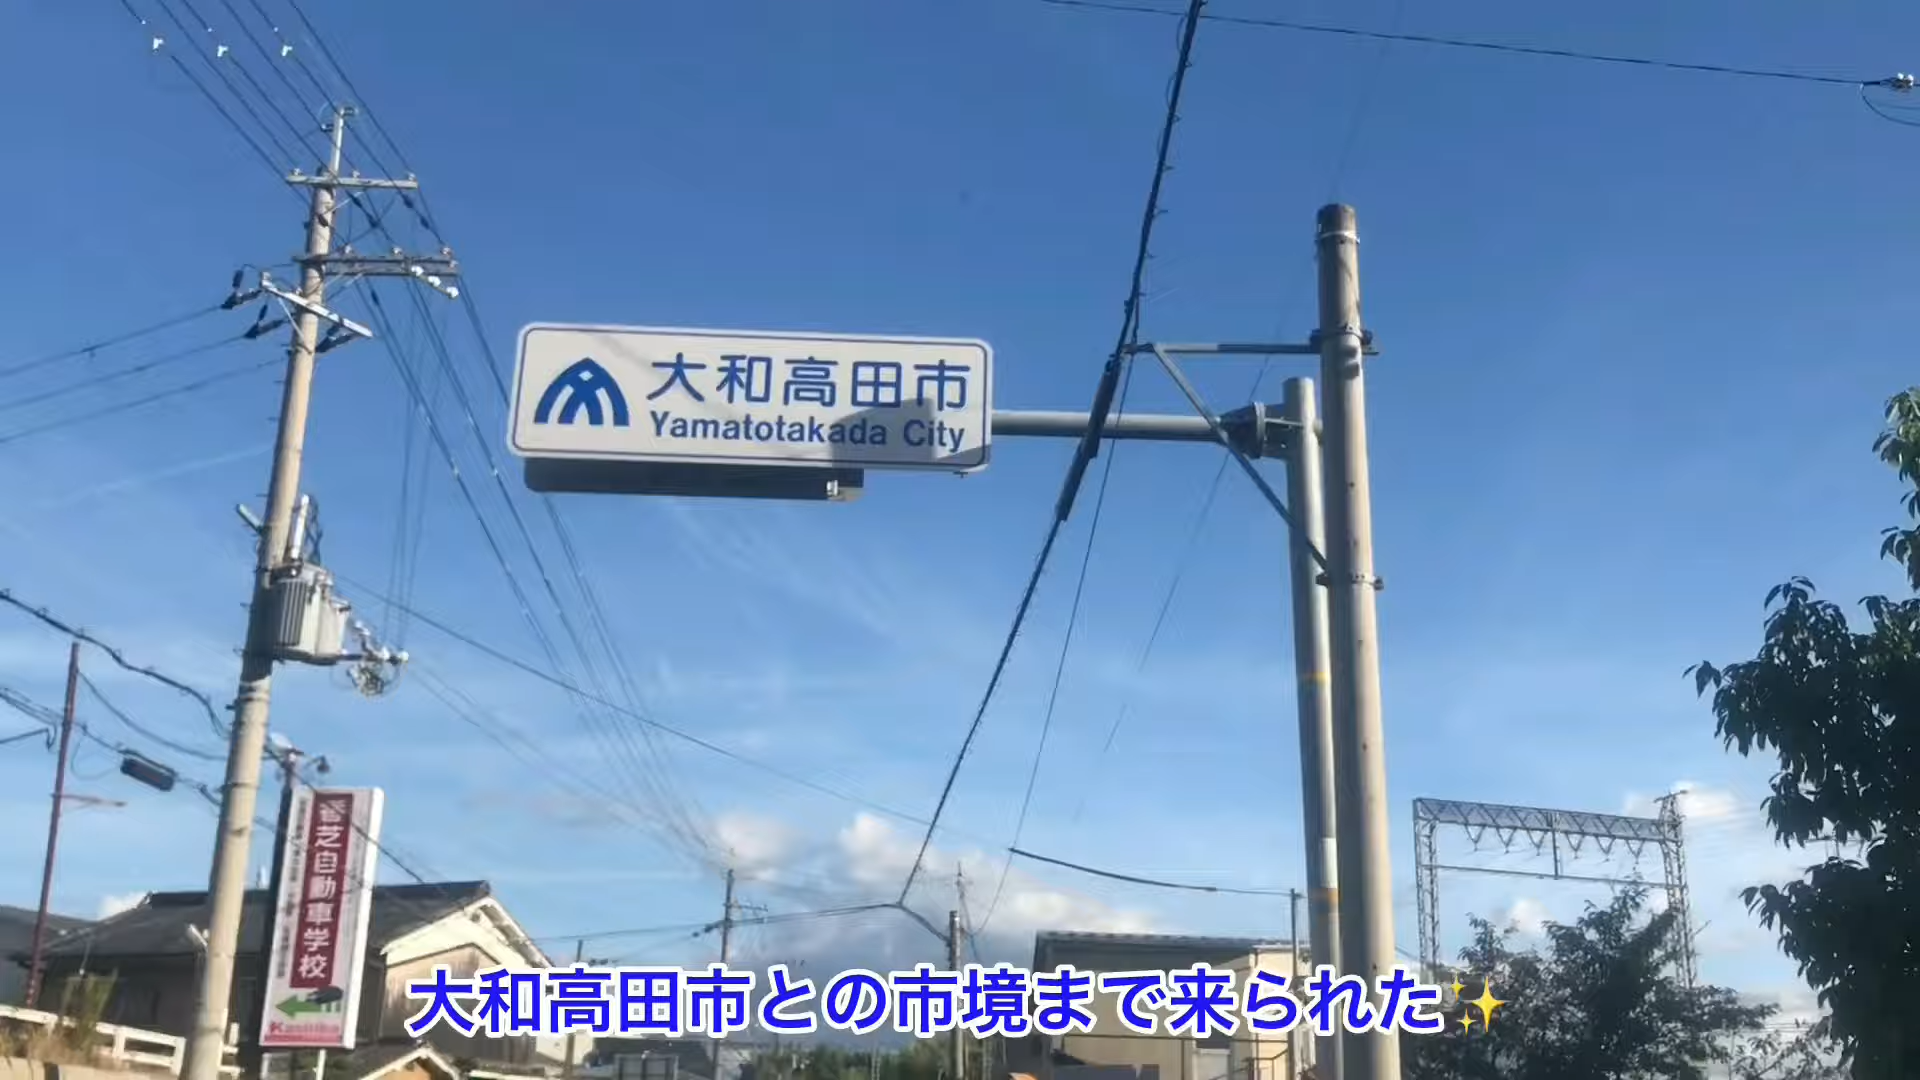 大和高田市
Yamatotakada City
香芝自動車学校
Kashiba
大和高田市との市境まで来られた✨